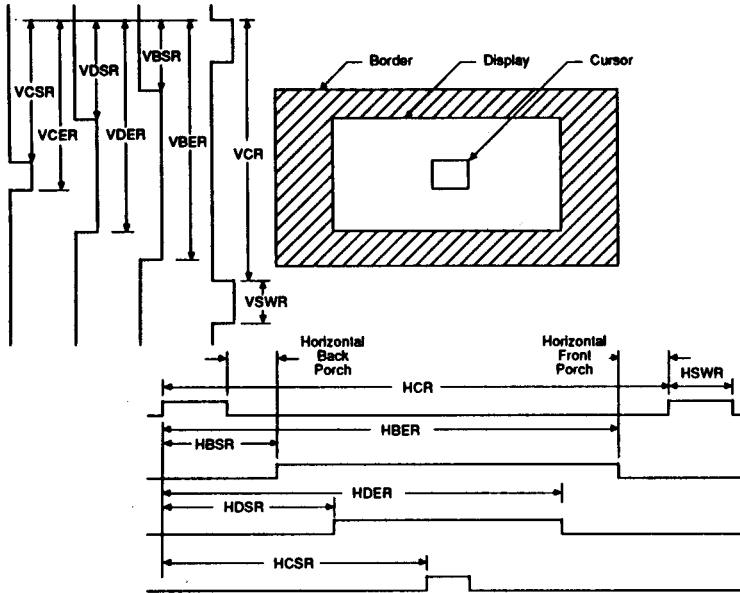 VCSR
VCER
VDSR
VDER
VBSR
VBER
VCR
VSWR
Border
Display
Cursor
Horizontal
Back
Porch
Horizontal
Front
Porch
HCR
HSWR
HBSR
HBER
HDER
HDSR
HCSR